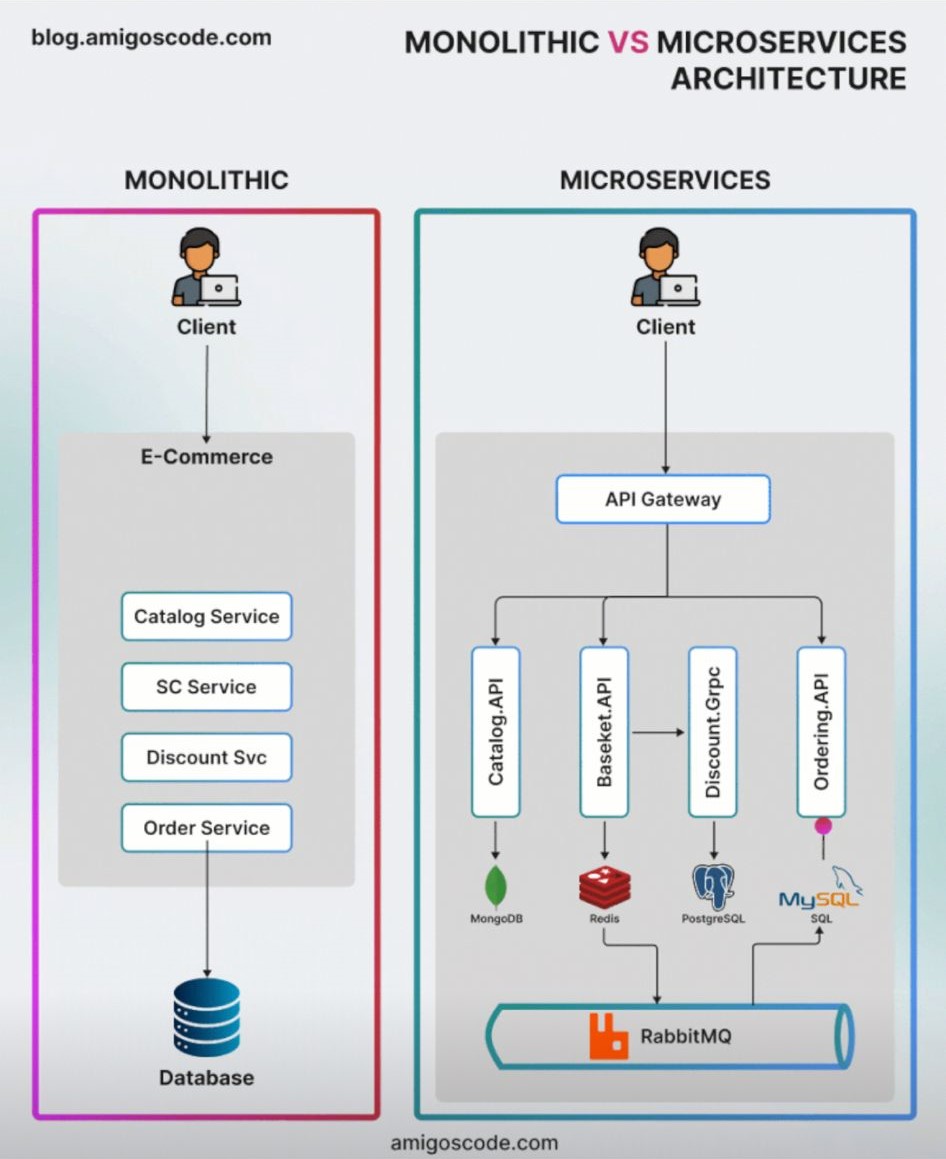 blog.amigoscode.com
MONOLITHIC VS MICROSERVICES
ARCHITECTURE
MONOLITHIC
Client
E-Commerce
Catalog Service
SC Service
Discount Svc
Order Service
Database
MICROSERVICES
Client
API Gateway
Catalog.API
Baseket.API
Discount.Grpc
Ordering.API
MongoDB
Redis
PostgreSQL
MySQL
SQL
RabbitMQ
amigoscode.com